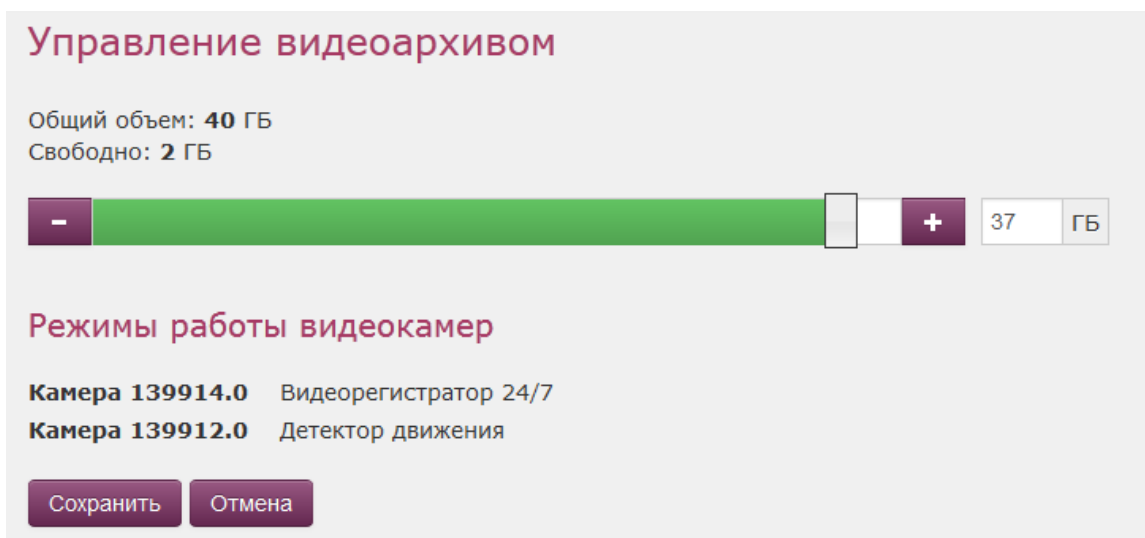 Управление видеоархивом
Общий объем: 40 ГБ
Свободно: 2 ГБ
- + 37 ГБ
Режимы работы видеокамер
Камера 139914.0 Видеорегистратор 24/7
Камера 139912.0 Детектор движения
Сохранить Отмена